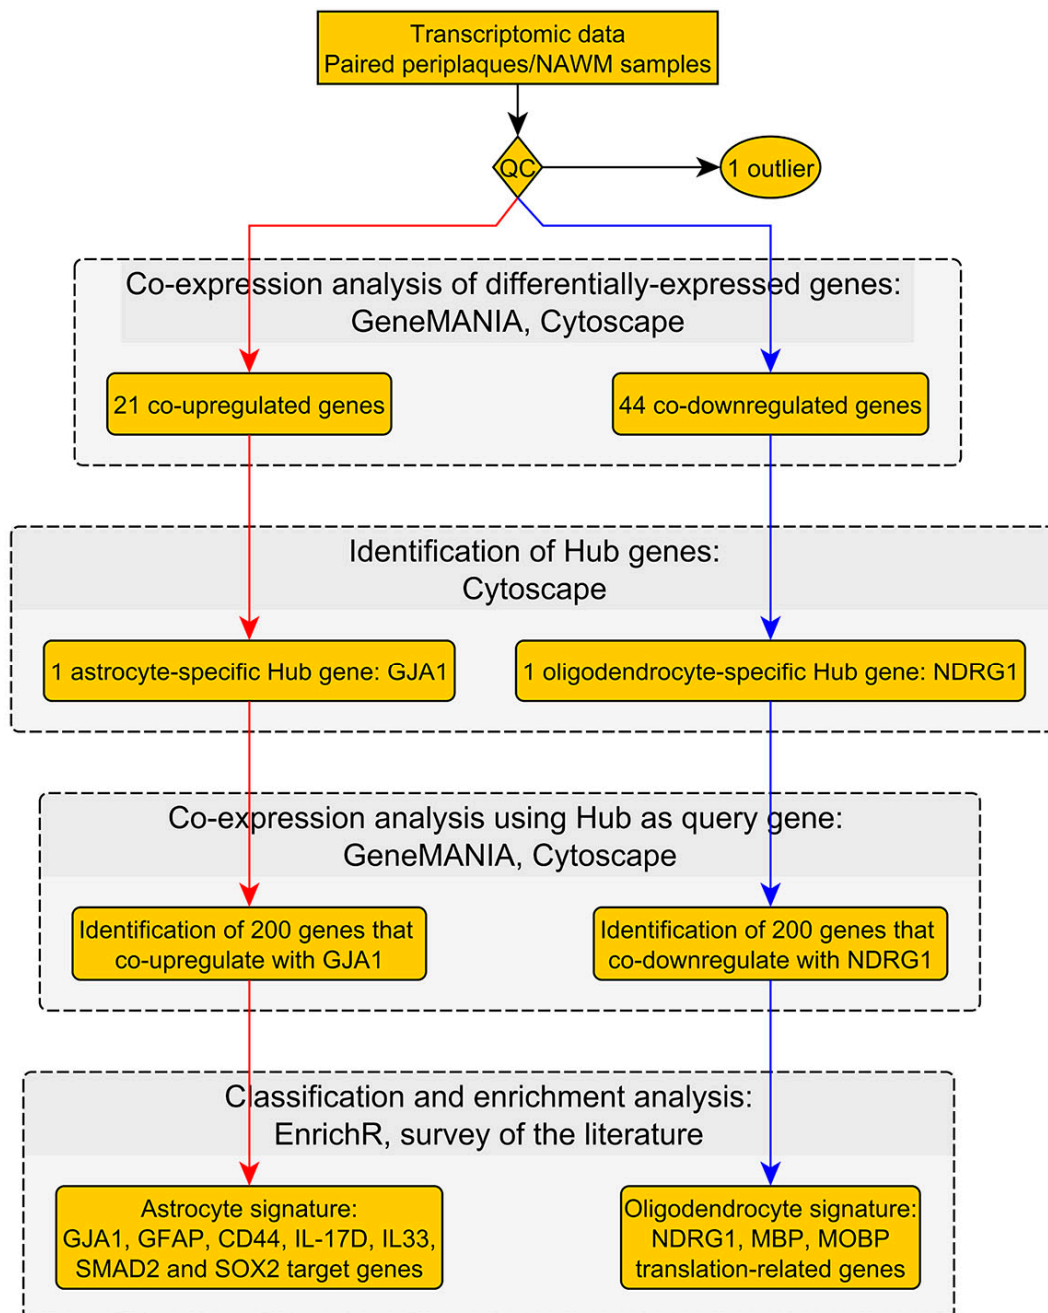 Transcriptomic data
Paired periplaques/NAWM samples
QC
1 outlier
Co-expression analysis of differentially-expressed genes:
GeneMANIA, Cytoscape
21 co-upregulated genes
44 co-downregulated genes
Identification of Hub genes:
Cytoscape
1 astrocyte-specific Hub gene: GJA1
1 oligodendrocyte-specific Hub gene: NDRG1
Co-expression analysis using Hub as query gene:
GeneMANIA, Cytoscape
Identification of 200 genes that
co-upregulate with GJA1
Identification of 200 genes that
co-downregulate with NDRG1
Classification and enrichment analysis:
EnrichR, survey of the literature
Astrocyte signature:
GJA1, GFAP, CD44, IL-17D, IL33,
SMAD2 and SOX2 target genes
Oligodendrocyte signature:
NDRG1, MBP, MOBP
translation-related genes